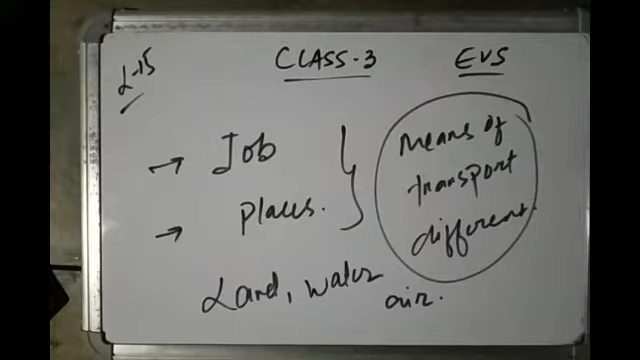 L-15 CLASS-3 EVS
→ Job
→ Places.
Means of
transport
different.
Land, water
air.